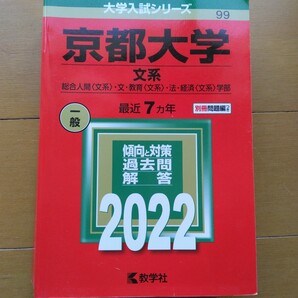 大学入試シリーズ
99
京都大学
文系
総合人間〈文系〉・文・教育〈文系〉・法・経済〈文系〉学部
一般
最近7カ年
別冊問題編
傾向と対策
過去問
解答
2022
教学社